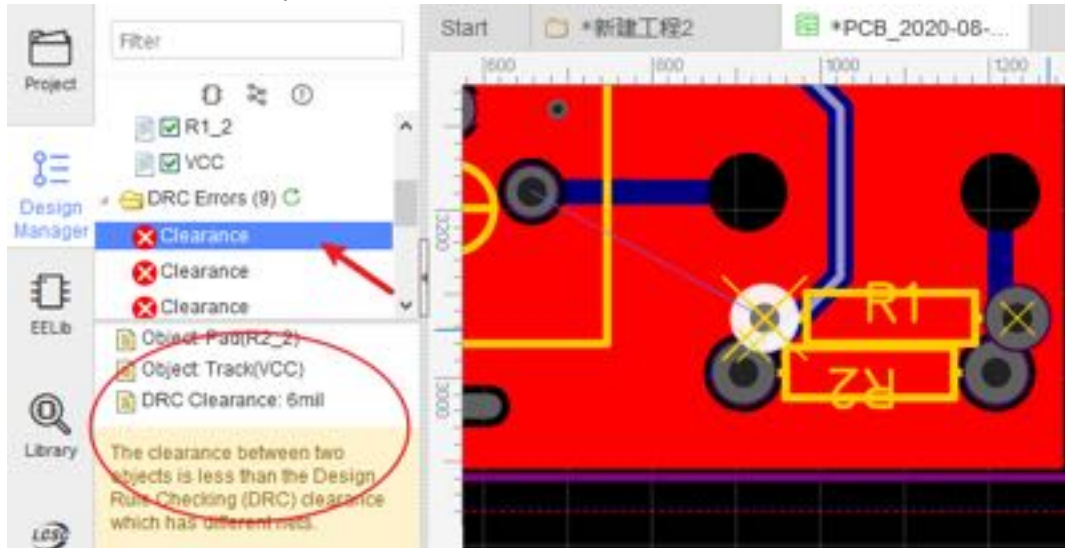 Project
Design
Manager
EELib
Library
LCSC
Filter
R1_2
VCC
DRC Errors (9)
Clearance
Clearance
Clearance
Object: Pad(R2_2)
Object: Track(VCC)
DRC Clearance: 6mil
The clearance between two
objects is less than the Design
Rule Checking (DRC) clearance
which has different nets.
Start
*新建工程2
*PCB_2020-08-...
600
800
1000
1200
3200
3000
R1
R2